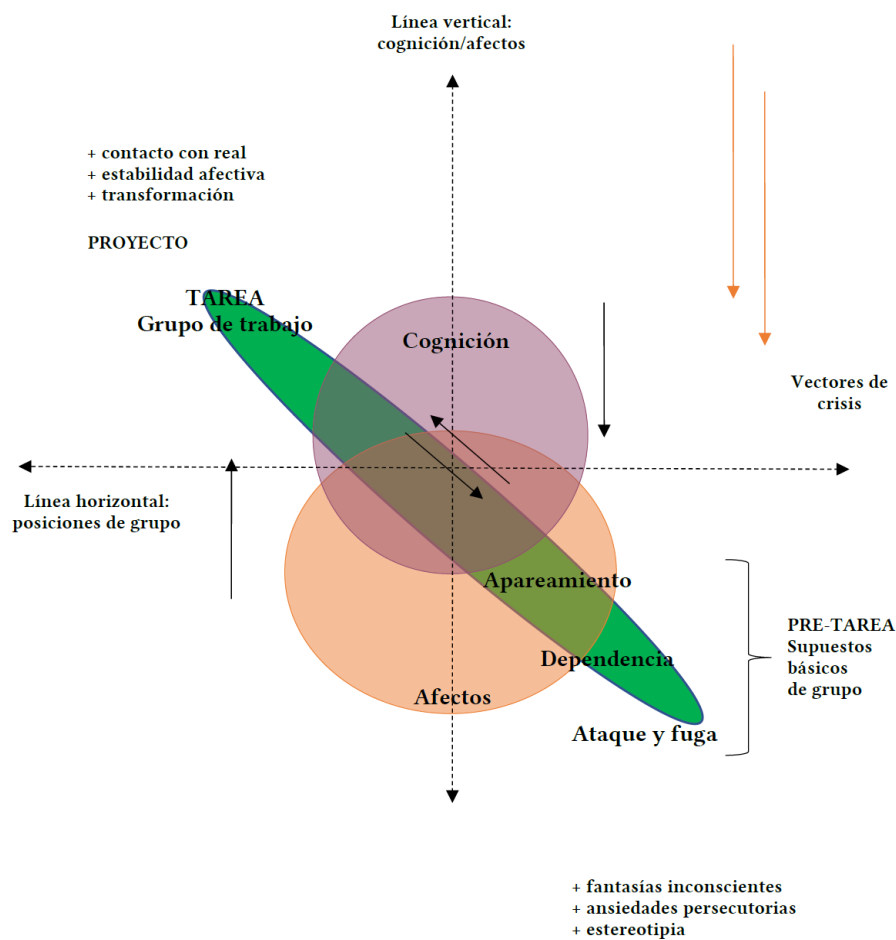 Línea vertical:
cognición/afectos
+ contacto con real
+ estabilidad afectiva
+ transformación
PROYECTO
TAREA
Grupo de trabajo
Cognición
Vectores de
crisis
Línea horizontal:
posiciones de grupo
Apareamiento
PRE-TAREA
Supuestos
básicos
de grupo
Dependencia
Afectos
Ataque y fuga
+ fantasías inconscientes
+ ansiedades persecutorias
+ estereotipia